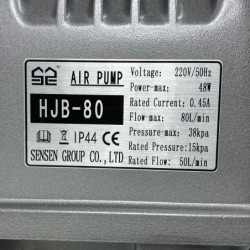 AIR PUMP
HJB-80
IP44 CE
SENSEN GROUP CO.,LTD
Voltage: 220V/50Hz
Power-max: 48W
Rated Current: 0.45A
Flow-max: 80L/min
Pressure-max: 38kpa
Rated Pressure: 15kpa
Rated Flow: 50L/min